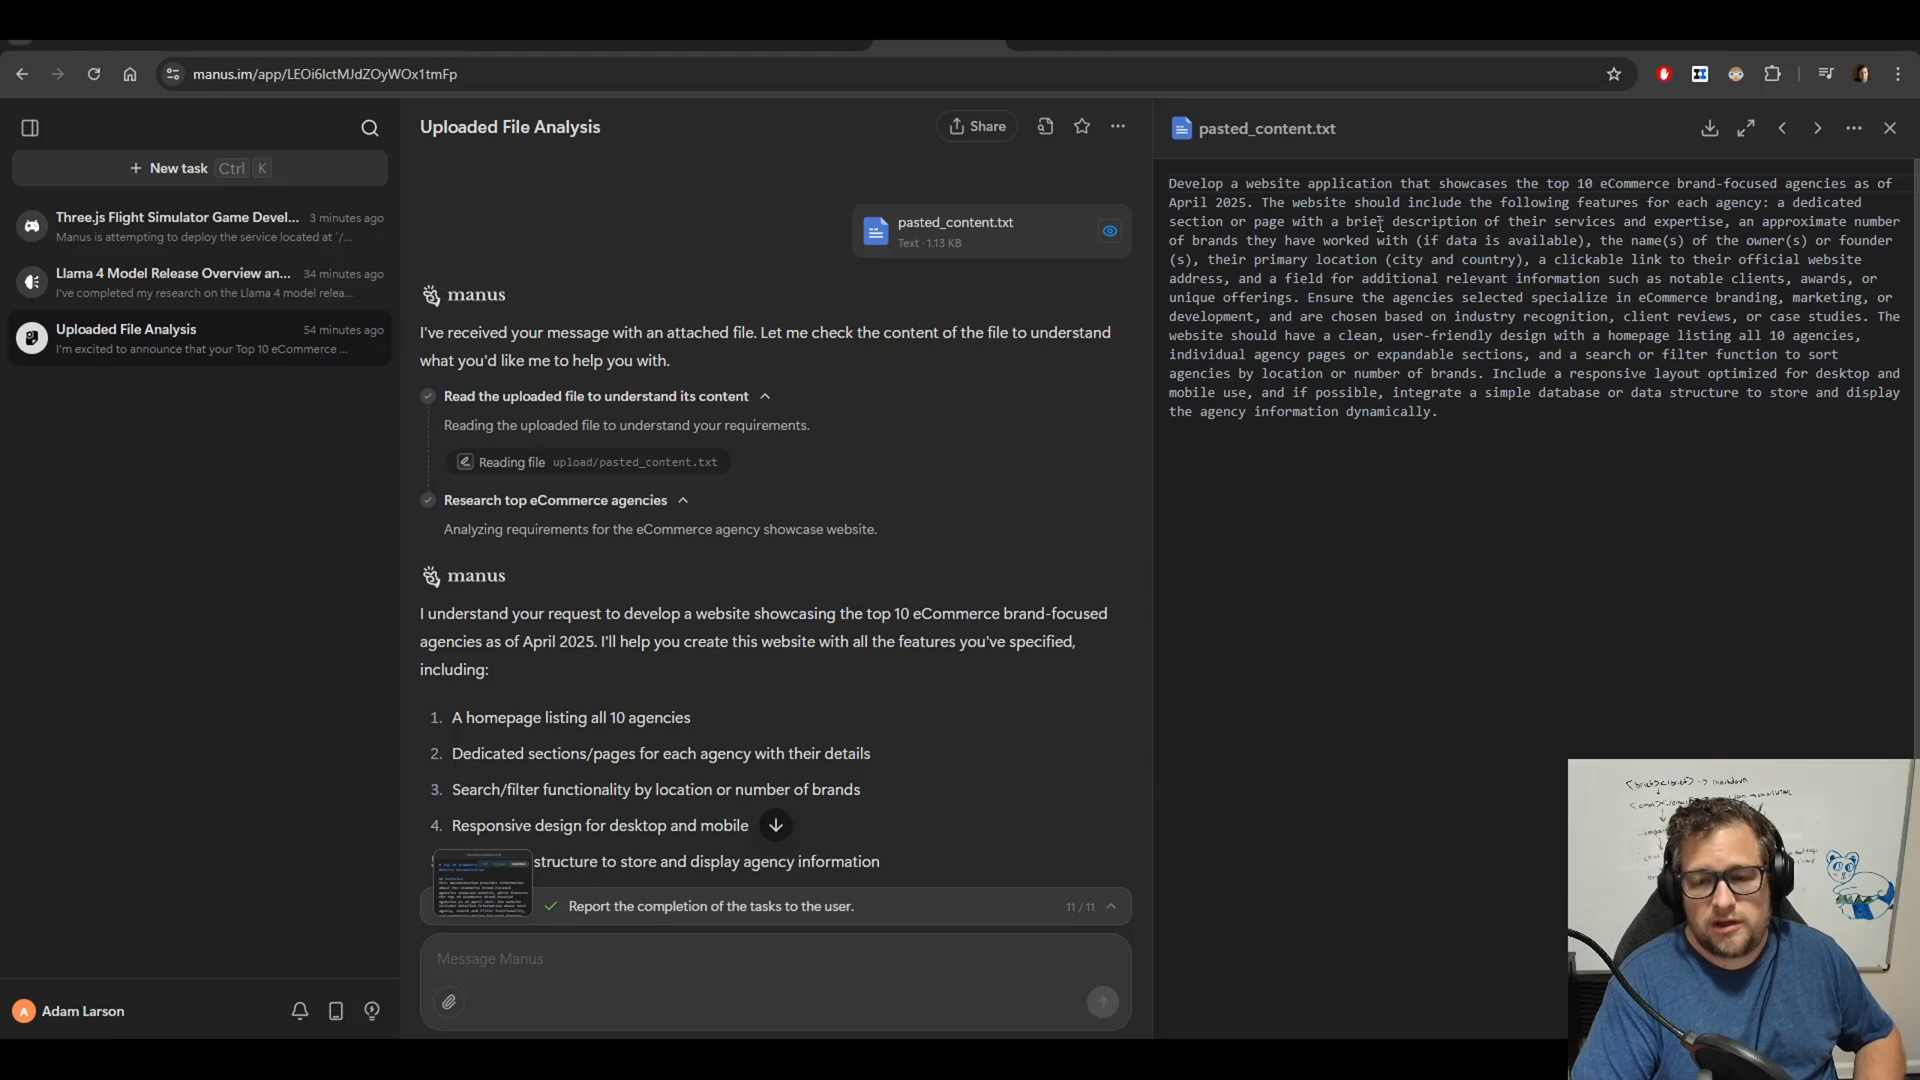 manus.im/app/LEOi6IctMJdZOyWOx1tmFp
New task Ctrl K
Three.js Flight Simulator Game Devel... 3 minutes ago
Manus is attempting to deploy the service located at `/...
Llama 4 Model Release Overview an... 34 minutes ago
I've completed my research on the Llama 4 model relea...
Uploaded File Analysis 54 minutes ago
I'm excited to announce that your Top 10 eCommerce ...
A Adam Larson
Uploaded File Analysis
Share
pasted_content.txt
Text · 1.13 KB
manus
I've received your message with an attached file. Let me check the content of the file to understand
what you'd like me to help you with.
Read the uploaded file to understand its content
Reading the uploaded file to understand your requirements.
Reading file upload/pasted_content.txt
Research top eCommerce agencies
Analyzing requirements for the eCommerce agency showcase website.
manus
I understand your request to develop a website showcasing the top 10 eCommerce brand-focused
agencies as of April 2025. I'll help you create this website with all the features you've specified,
including:
1. A homepage listing all 10 agencies
2. Dedicated sections/pages for each agency with their details
3. Search/filter functionality by location or number of brands
4. Responsive design for desktop and mobile
structure to store and display agency information
Report the completion of the tasks to the user. 11 / 11
Message Manus
pasted_content.txt
Develop a website application that showcases the top 10 eCommerce brand-focused agencies as of
April 2025. The website should include the following features for each agency: a dedicated
section or page with a brief description of their services and expertise, an approximate number
of brands they have worked with (if data is available), the name(s) of the owner(s) or founder
(s), their primary location (city and country), a clickable link to their official website
address, and a field for additional relevant information such as notable clients, awards, or
unique offerings. Ensure the agencies selected specialize in eCommerce branding, marketing, or
development, and are chosen based on industry recognition, client reviews, or case studies. The
website should have a clean, user-friendly design with a homepage listing all 10 agencies,
individual agency pages or expandable sections, and a search or filter function to sort
agencies by location or number of brands. Include a responsive layout optimized for desktop and
mobile use, and if possible, integrate a simple database or data structure to store and display
the agency information dynamically.